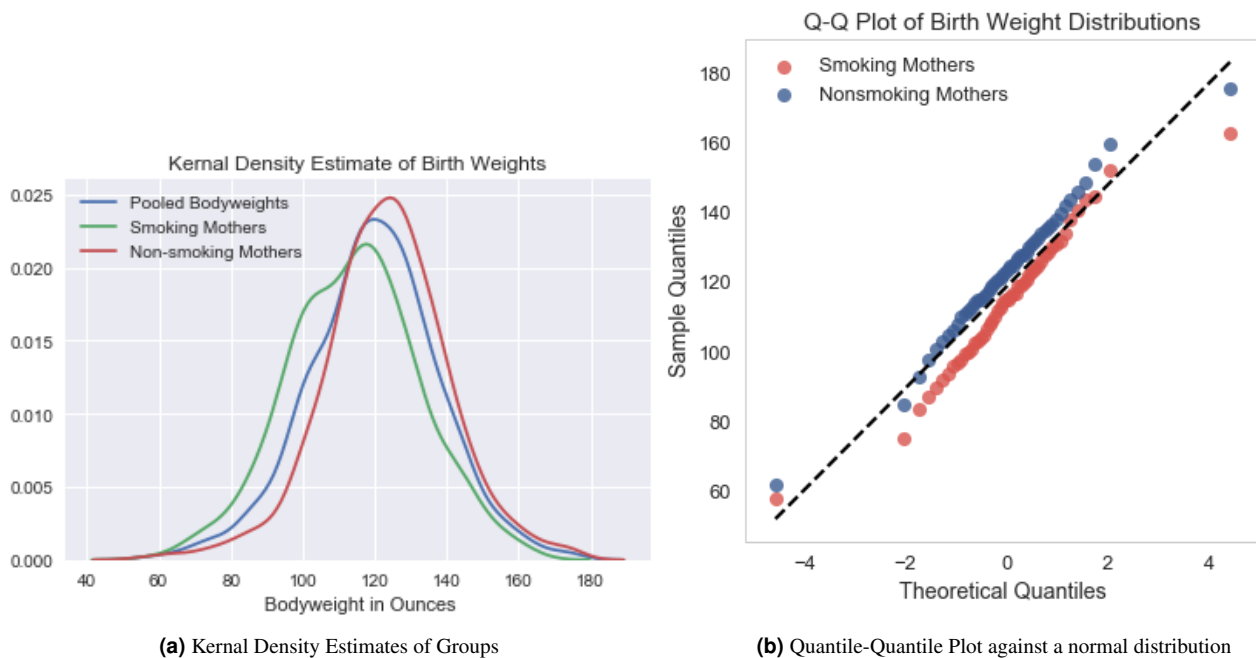 Kernal Density Estimate of Birth Weights
0.025
0.020
0.015
0.010
0.005
0.000
Pooled Bodyweights
Smoking Mothers
Non-smoking Mothers
40 60 80 100 120 140 160 180
Bodyweight in Ounces
(a) Kernal Density Estimates of Groups
Q-Q Plot of Birth Weight Distributions
Smoking Mothers
Nonsmoking Mothers
180
160
140
120
100
80
60
Sample Quantiles
−4 −2 0 2 4
Theoretical Quantiles
(b) Quantile-Quantile Plot against a normal distribution